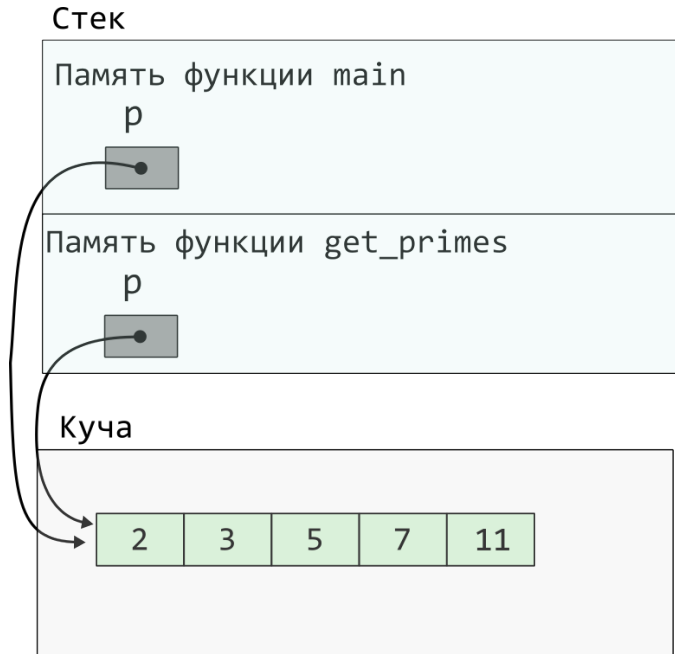 Стек
Память функции main
p
Память функции get_primes
p
Куча
2 3 5 7 11